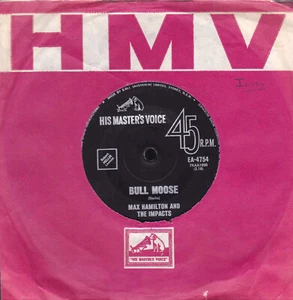 HMV
HIS MASTER'S VOICE
45
R.P.M.
EA-4754
BULL MOOSE
MAX HAMILTON AND
THE IMPACTS
"HIS MASTER'S VOICE"